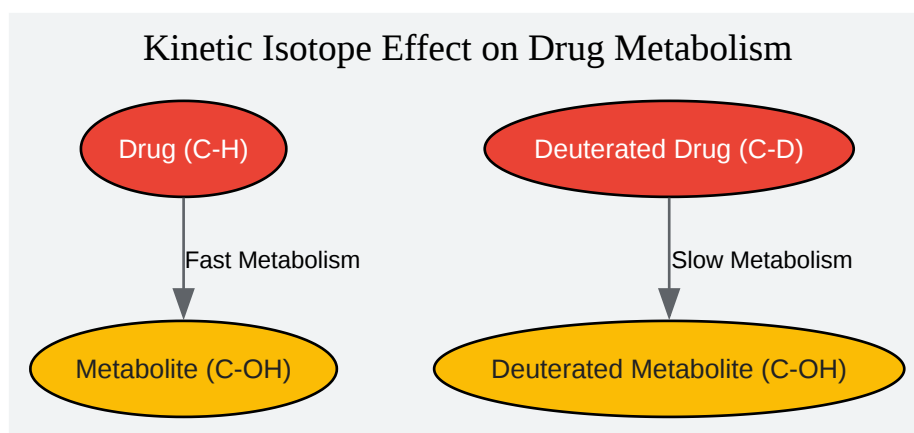 Kinetic Isotope Effect on Drug Metabolism
Drug (C-H)
Deuterated Drug (C-D)
Fast Metabolism
Slow Metabolism
Metabolite (C-OH)
Deuterated Metabolite (C-OH)